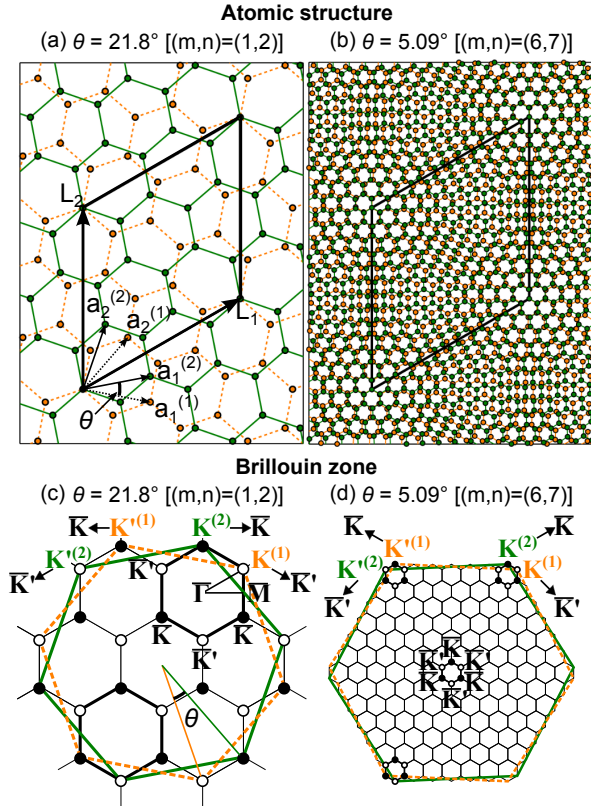 Atomic structure
(a) θ = 21.8° [(m,n)=(1,2)]
(b) θ = 5.09° [(m,n)=(6,7)]
L₂
L₁
a₂⁽²⁾
a₂⁽¹⁾
a₁⁽²⁾
a₁⁽¹⁾
θ
Brillouin zone
(c) θ = 21.8° [(m,n)=(1,2)]
(d) θ = 5.09° [(m,n)=(6,7)]
K̅ K'⁽¹⁾ K⁽²⁾ K̅
K'⁽²⁾ K̅' K⁽¹⁾
K̅' Γ̅ M̅ K̅'
K̅ K̅
K̅'
θ
K̅ K'⁽¹⁾ K⁽²⁾ K̅
K'⁽²⁾ K⁽¹⁾
K̅' K̅'
K̅
K̅' K̅'
K̅ K̅
K̅'